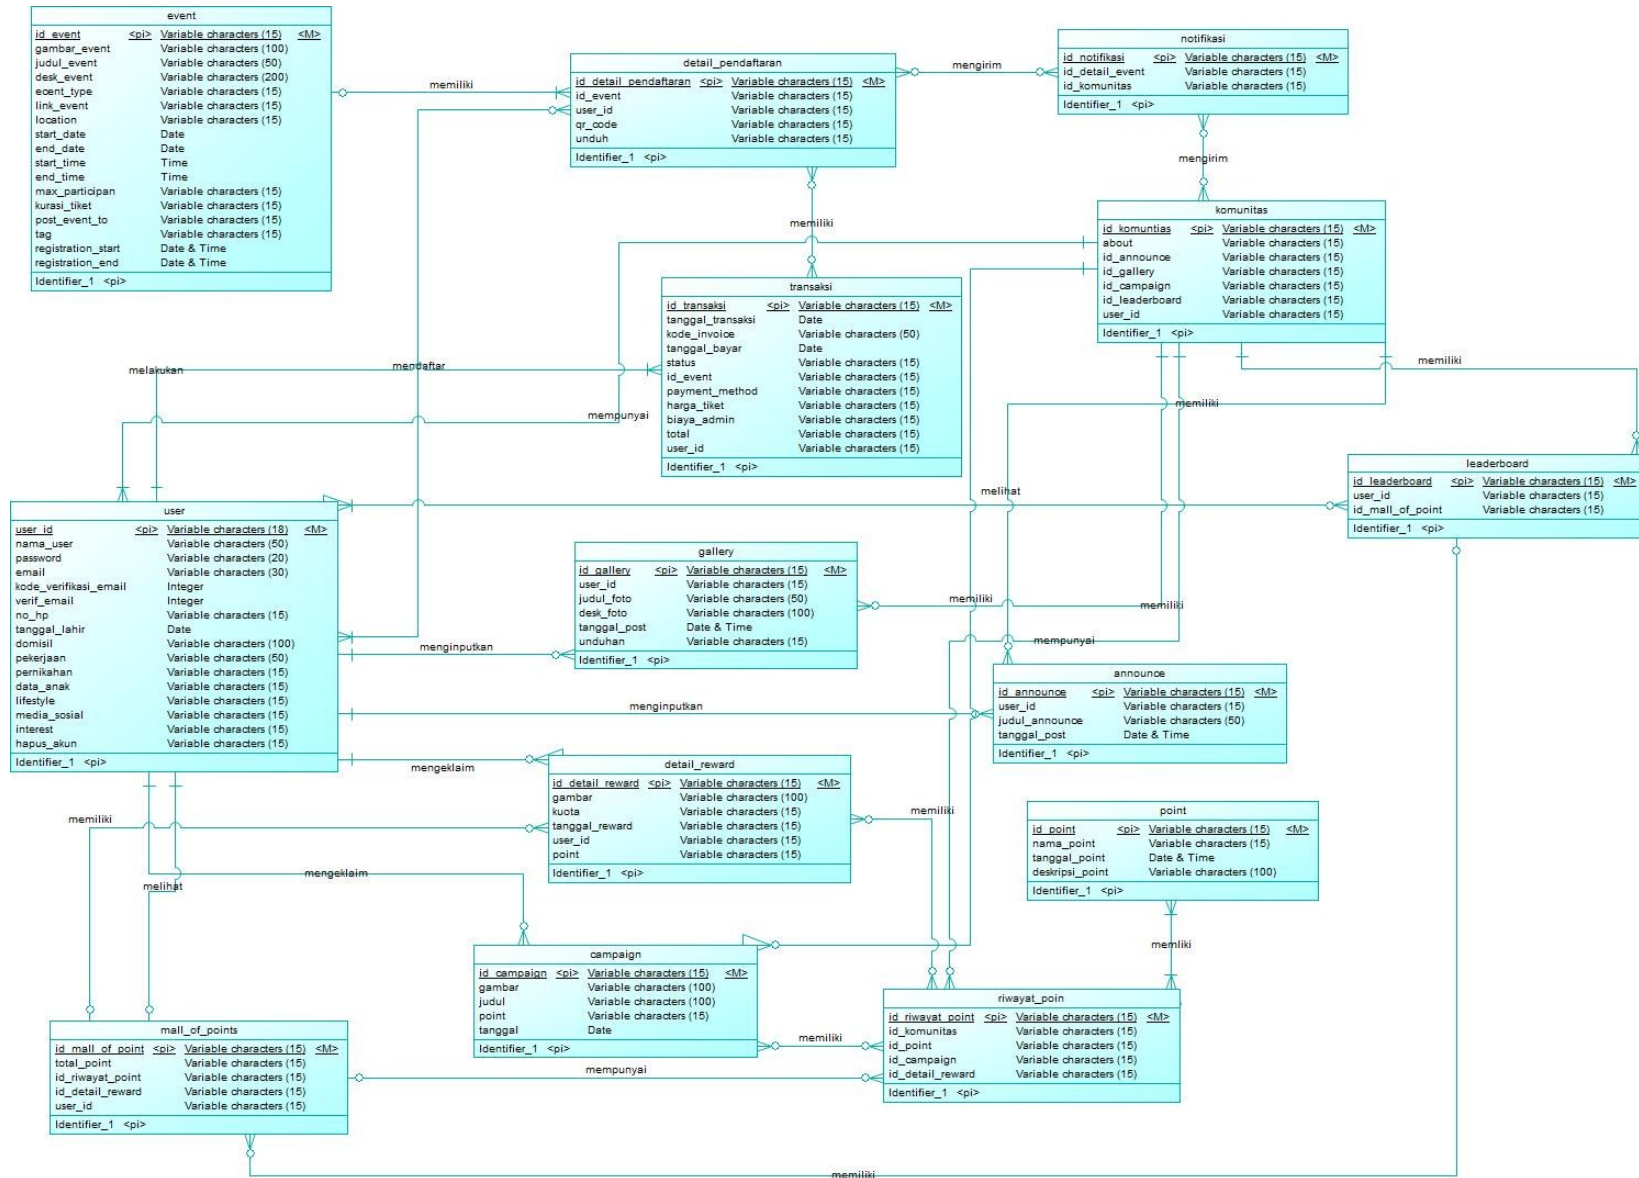 event
id_event <pi> Variable characters (15) <M>
gambar_event Variable characters (100)
judul_event Variable characters (50)
desk_event Variable characters (200)
ecent_type Variable characters (15)
link_event Variable characters (15)
location Variable characters (15)
start_date Date
end_date Date
start_time Time
end_time Time
max_participan Variable characters (15)
kurasi_tiket Variable characters (15)
post_event_to Variable characters (15)
tag Variable characters (15)
registration_start Date & Time
registration_end Date & Time
Identifier_1 <pi>
memiliki
detail_pendaftaran
id_detail_pendaftaran <pi> Variable characters (15) <M>
id_event Variable characters (15)
user_id Variable characters (15)
qr_code Variable characters (15)
unduh Variable characters (15)
Identifier_1 <pi>
mengirim
notifikasi
id_notifikasi <pi> Variable characters (15) <M>
id_detail_event Variable characters (15)
id_komunitas Variable characters (15)
Identifier_1 <pi>
mengirim
memiliki
komunitas
id_komuntias <pi> Variable characters (15) <M>
about Variable characters (15)
id_announce Variable characters (15)
id_gallery Variable characters (15)
id_campaign Variable characters (15)
id_leaderboard Variable characters (15)
user_id Variable characters (15)
Identifier_1 <pi>
transaksi
id_transaksi <pi> Variable characters (15) <M>
tanggal_transaksi Date
kode_invoice Variable characters (50)
tanggal_bayar Date
status Variable characters (15)
id_event Variable characters (15)
payment_method Variable characters (15)
harga_tiket Variable characters (15)
biaya_admin Variable characters (15)
total Variable characters (15)
user_id Variable characters (15)
Identifier_1 <pi>
melakukan
mendaftar
mempunyai
memiliki
memiliki
leaderboard
id_leaderboard <pi> Variable characters (15) <M>
user_id Variable characters (15)
id_mall_of_point Variable characters (15)
Identifier_1 <pi>
melihat
user
user_id <pi> Variable characters (18) <M>
nama_user Variable characters (50)
password Variable characters (20)
email Variable characters (30)
kode_verifikasi_email Integer
verif_email Integer
no_hp Variable characters (15)
tanggal_lahir Date
domisil Variable characters (100)
pekerjaan Variable characters (50)
pernikahan Variable characters (15)
data_anak Variable characters (15)
lifestyle Variable characters (15)
media_sosial Variable characters (15)
interest Variable characters (15)
hapus_akun Variable characters (15)
Identifier_1 <pi>
gallery
id_gallery <pi> Variable characters (15) <M>
user_id Variable characters (15)
judul_foto Variable characters (50)
desk_foto Variable characters (100)
tanggal_post Date & Time
unduhan Variable characters (15)
Identifier_1 <pi>
memiliki
memiliki
mempunyai
menginputkan
menginputkan
announce
id_announce <pi> Variable characters (15) <M>
user_id Variable characters (15)
judul_announce Variable characters (50)
tanggal_post Date & Time
Identifier_1 <pi>
mengeklaim
detail_reward
id_detail_reward <pi> Variable characters (15) <M>
gambar Variable characters (100)
kuota Variable characters (15)
tanggal_reward Variable characters (15)
user_id Variable characters (15)
point Variable characters (15)
Identifier_1 <pi>
memiliki
memiliki
point
id_point <pi> Variable characters (15) <M>
nama_point Variable characters (15)
tanggal_point Date & Time
deskripsi_point Variable characters (100)
Identifier_1 <pi>
mengeklaim
melihat
memliki
campaign
id_campaign <pi> Variable characters (15) <M>
gambar Variable characters (100)
judul Variable characters (100)
point Variable characters (15)
tanggal Date
Identifier_1 <pi>
memiliki
riwayat_poin
id_riwayat_point <pi> Variable characters (15) <M>
id_komunitas Variable characters (15)
id_point Variable characters (15)
id_campaign Variable characters (15)
id_detail_reward Variable characters (15)
Identifier_1 <pi>
mall_of_points
id_mall_of_point <pi> Variable characters (15) <M>
total_point Variable characters (15)
id_riwayat_point Variable characters (15)
id_detail_reward Variable characters (15)
user_id Variable characters (15)
Identifier_1 <pi>
mempunyai
memiliki